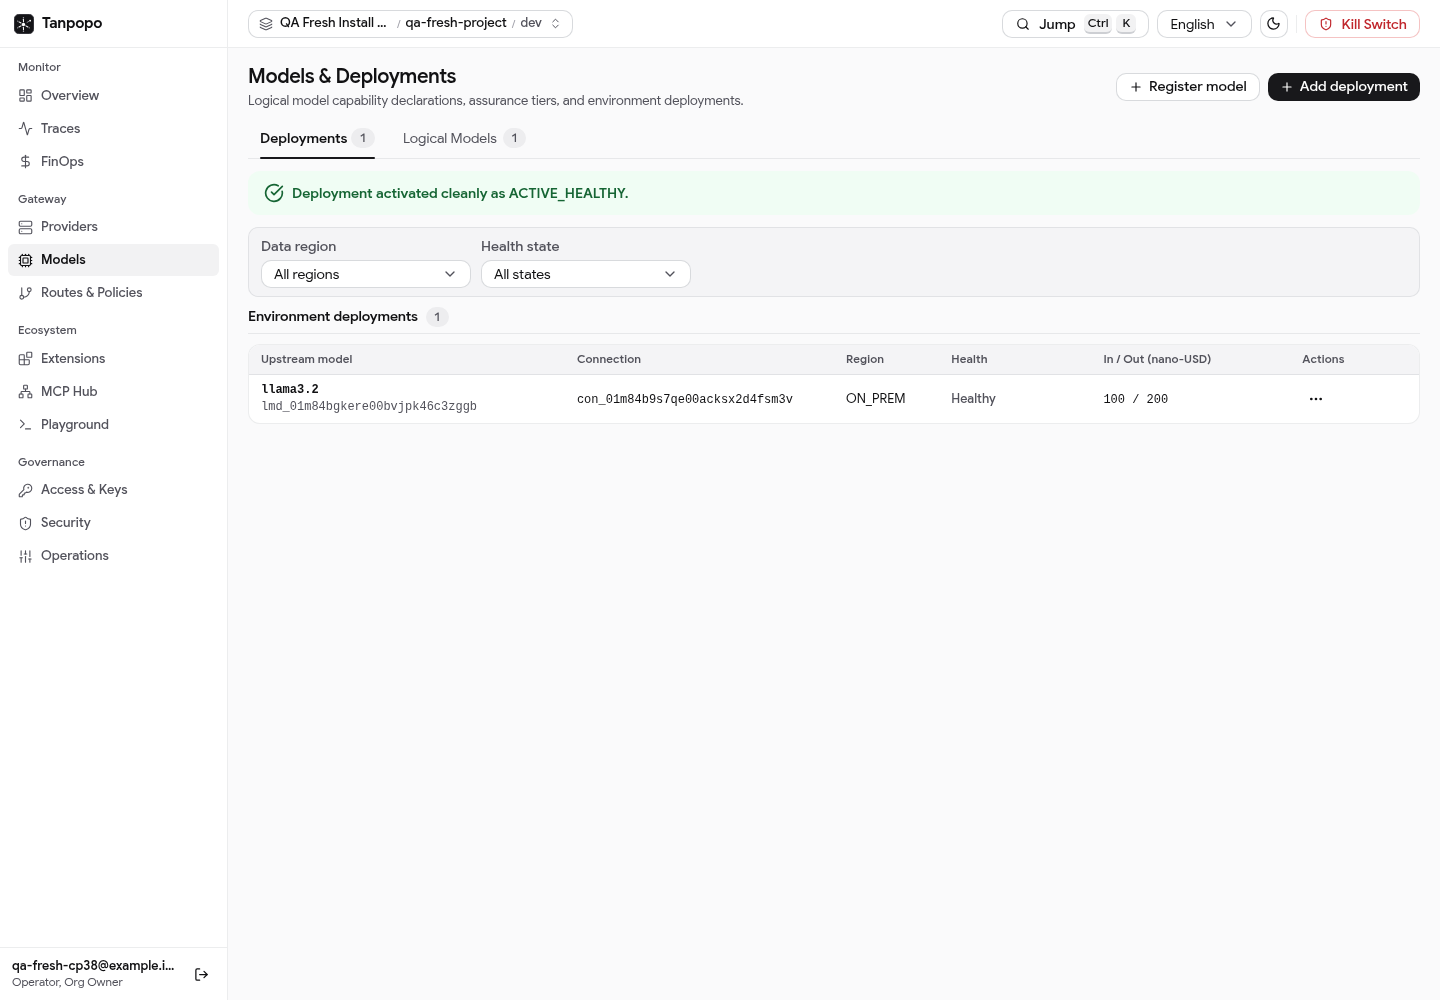 Tanpopo
QA Fresh Install ... / qa-fresh-project / dev
Jump Ctrl K
English
Kill Switch
Monitor
Overview
Traces
FinOps
Gateway
Providers
Models
Routes & Policies
Ecosystem
Extensions
MCP Hub
Playground
Governance
Access & Keys
Security
Operations
qa-fresh-cp38@example.i...
Operator, Org Owner
Models & Deployments
Logical model capability declarations, assurance tiers, and environment deployments.
Register model
Add deployment
Deployments 1
Logical Models 1
Deployment activated cleanly as ACTIVE_HEALTHY.
Data region
All regions
Health state
All states
Environment deployments 1
Upstream model Connection Region Health In / Out (nano-USD) Actions
llama3.2
lmd_01m84bgkere00bvjpk46c3zggb
con_01m84b9s7qe00acksx2d4fsm3v ON_PREM Healthy 100 / 200 ...